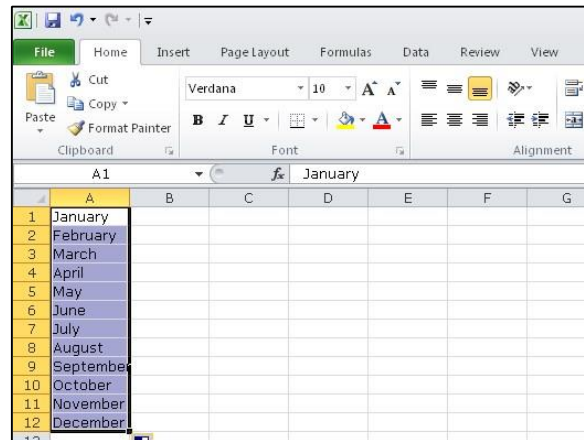 File Home Insert Page Layout Formulas Data Review View
Cut
Copy
Format Painter
Paste
Verdana 10 A A
B I U A
Clipboard Font Alignment
A1 fx January
A B C D E F G
1 January
2 February
3 March
4 April
5 May
6 June
7 July
8 August
9 September
10 October
11 November
12 December